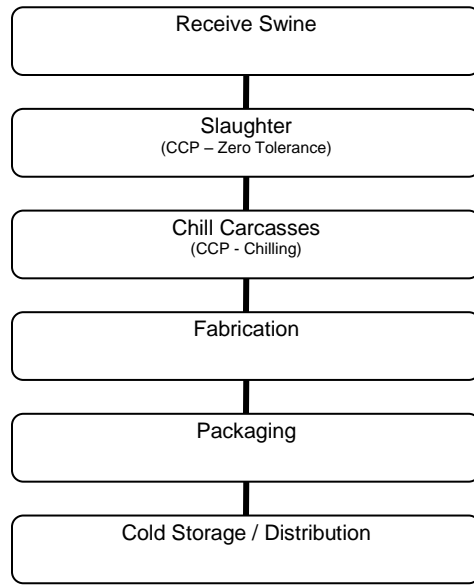 Receive Swine
Slaughter
(CCP – Zero Tolerance)
Chill Carcasses
(CCP - Chilling)
Fabrication
Packaging
Cold Storage / Distribution